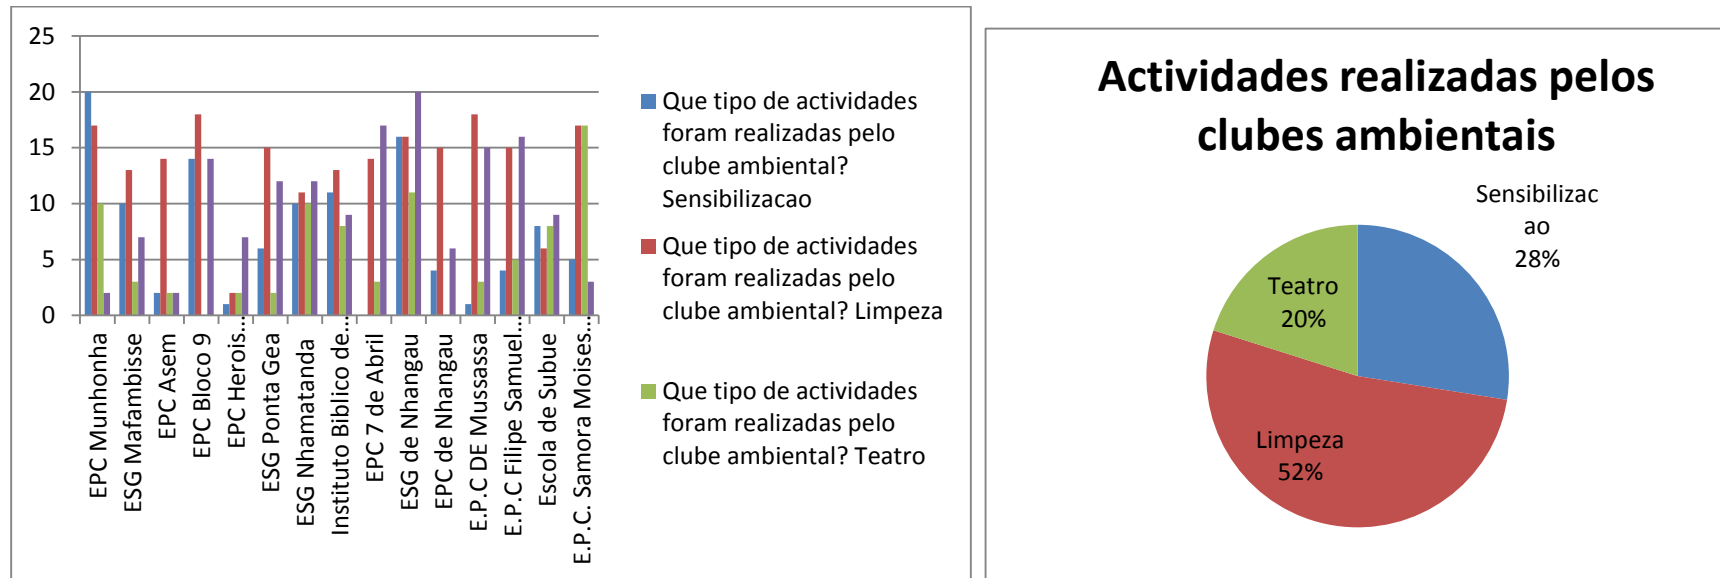 25
20
15
10
5
0
EPC Munhonha
ESG Mafambisse
EPC Asem
EPC Bloco 9
EPC Herois…
ESG Ponta Gea
ESG Nhamatanda
Instituto Biblico de…
EPC 7 de Abril
ESG de Nhangau
EPC de Nhangau
E.P.C DE Mussassa
E.P.C Filipe Samuel…
Escola de Subue
E.P.C. Samora Moises…
Que tipo de actividades
foram realizadas pelo
clube ambiental?
Sensibilizacao
Que tipo de actividades
foram realizadas pelo
clube ambiental? Limpeza
Que tipo de actividades
foram realizadas pelo
clube ambiental? Teatro
Actividades realizadas pelos
clubes ambientais
Sensibilizac
ao
28%
Teatro
20%
Limpeza
52%